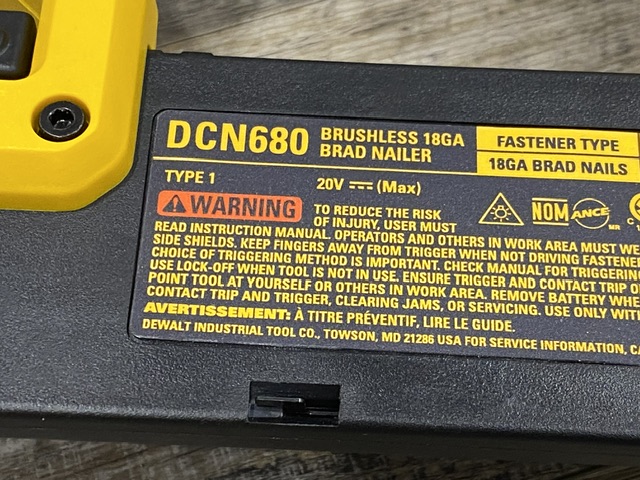 DCN680 BRUSHLESS 18GA
BRAD NAILER
FASTENER TYPE
18GA BRAD NAILS
TYPE 1
20V (Max)
WARNING TO REDUCE THE RISK
OF INJURY, USER MUST
READ INSTRUCTION MANUAL. OPERATORS AND OTHERS IN WORK AREA MUST
SIDE SHIELDS. KEEP FINGERS AWAY FROM TRIGGER WHEN NOT DRIVING
CHOICE OF TRIGGERING METHOD IS IMPORTANT. CHECK MANUAL FOR
USE LOCK-OFF WHEN TOOL IS NOT IN USE. ENSURE TRIGGER AND CONTACT TRIP
POINT TOOL AT YOURSELF OR OTHERS IN WORK AREA. REMOVE BATTERY
CONTACT TRIP AND TRIGGER, CLEARING JAMS, OR SERVICING. USE ONLY
AVERTISSEMENT: À TITRE PRÉVENTIF, LIRE LE GUIDE.
DEWALT INDUSTRIAL TOOL CO., TOWSON, MD 21286 USA FOR SERVICE INFORMATION,
NOM
ANCE
MR